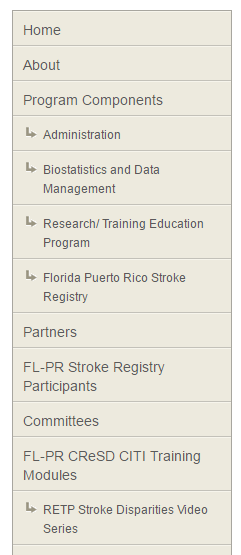 Home
About
Program Components
Administration
Biostatistics and Data
Management
Research/ Training Education
Program
Florida Puerto Rico Stroke
Registry
Partners
FL-PR Stroke Registry
Participants
Committees
FL-PR CReSD CITI Training
Modules
RETP Stroke Disparities Video
Series